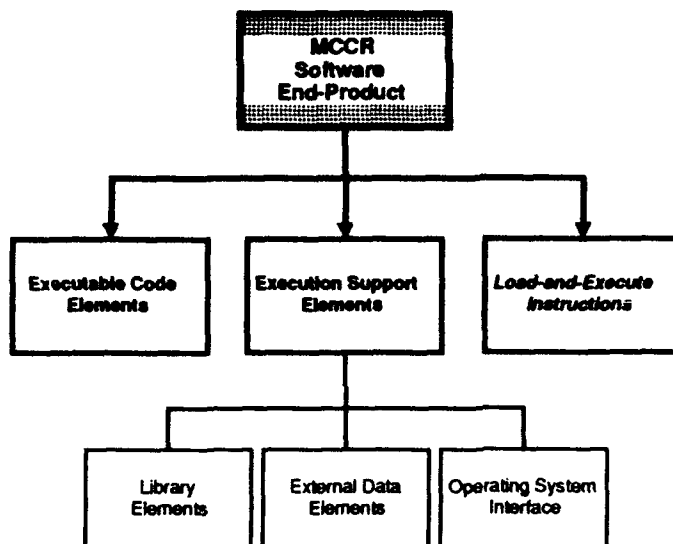 MCCR
Software
End-Product
Executable Code
Elements
Execution Support
Elements
Load-and-Execute
Instructions
Library
Elements
External Data
Elements
Operating System
Interface